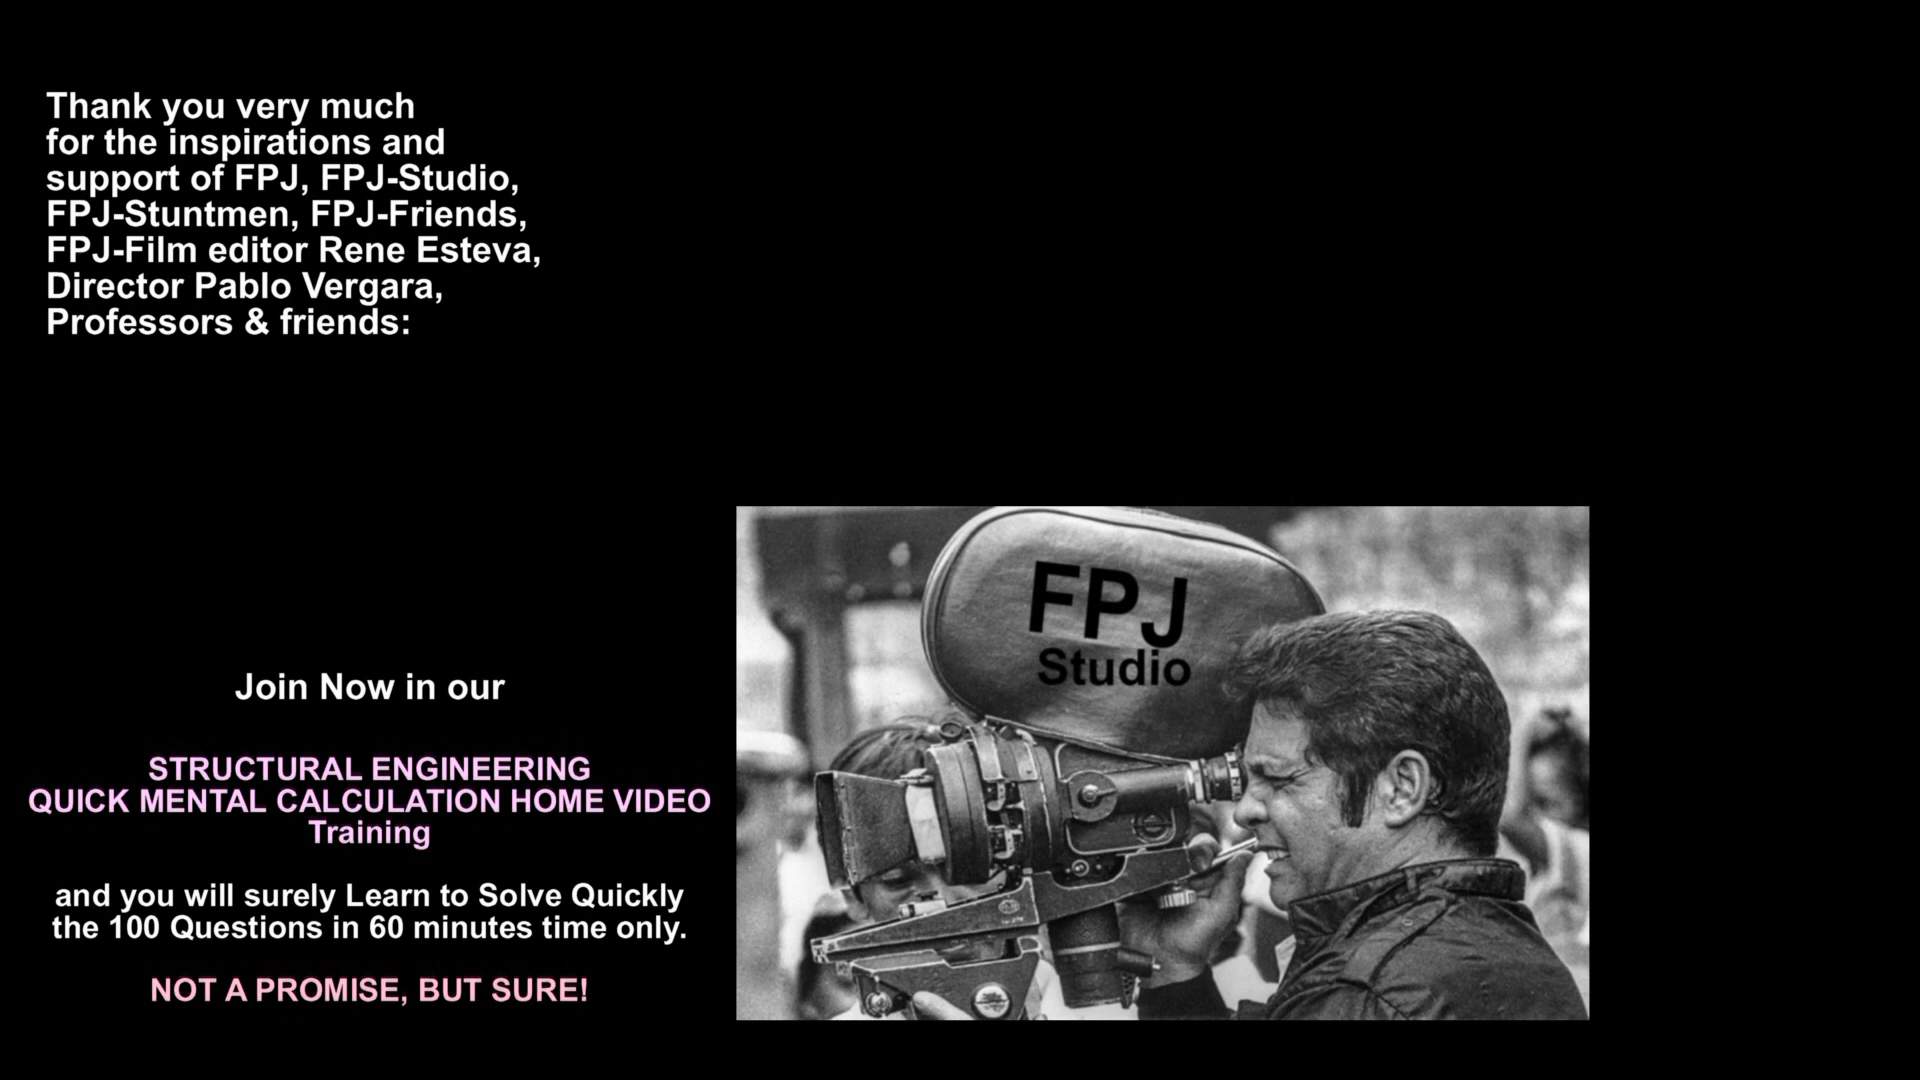 Thank you very much
for the inspirations and
support of FPJ, FPJ-Studio,
FPJ-Stuntmen, FPJ-Friends,
FPJ-Film editor Rene Esteva,
Director Pablo Vergara,
Professors & friends:
FPJ
Studio
Join Now in our
STRUCTURAL ENGINEERING
QUICK MENTAL CALCULATION HOME VIDEO
Training
and you will surely Learn to Solve Quickly
the 100 Questions in 60 minutes time only.
NOT A PROMISE, BUT SURE!